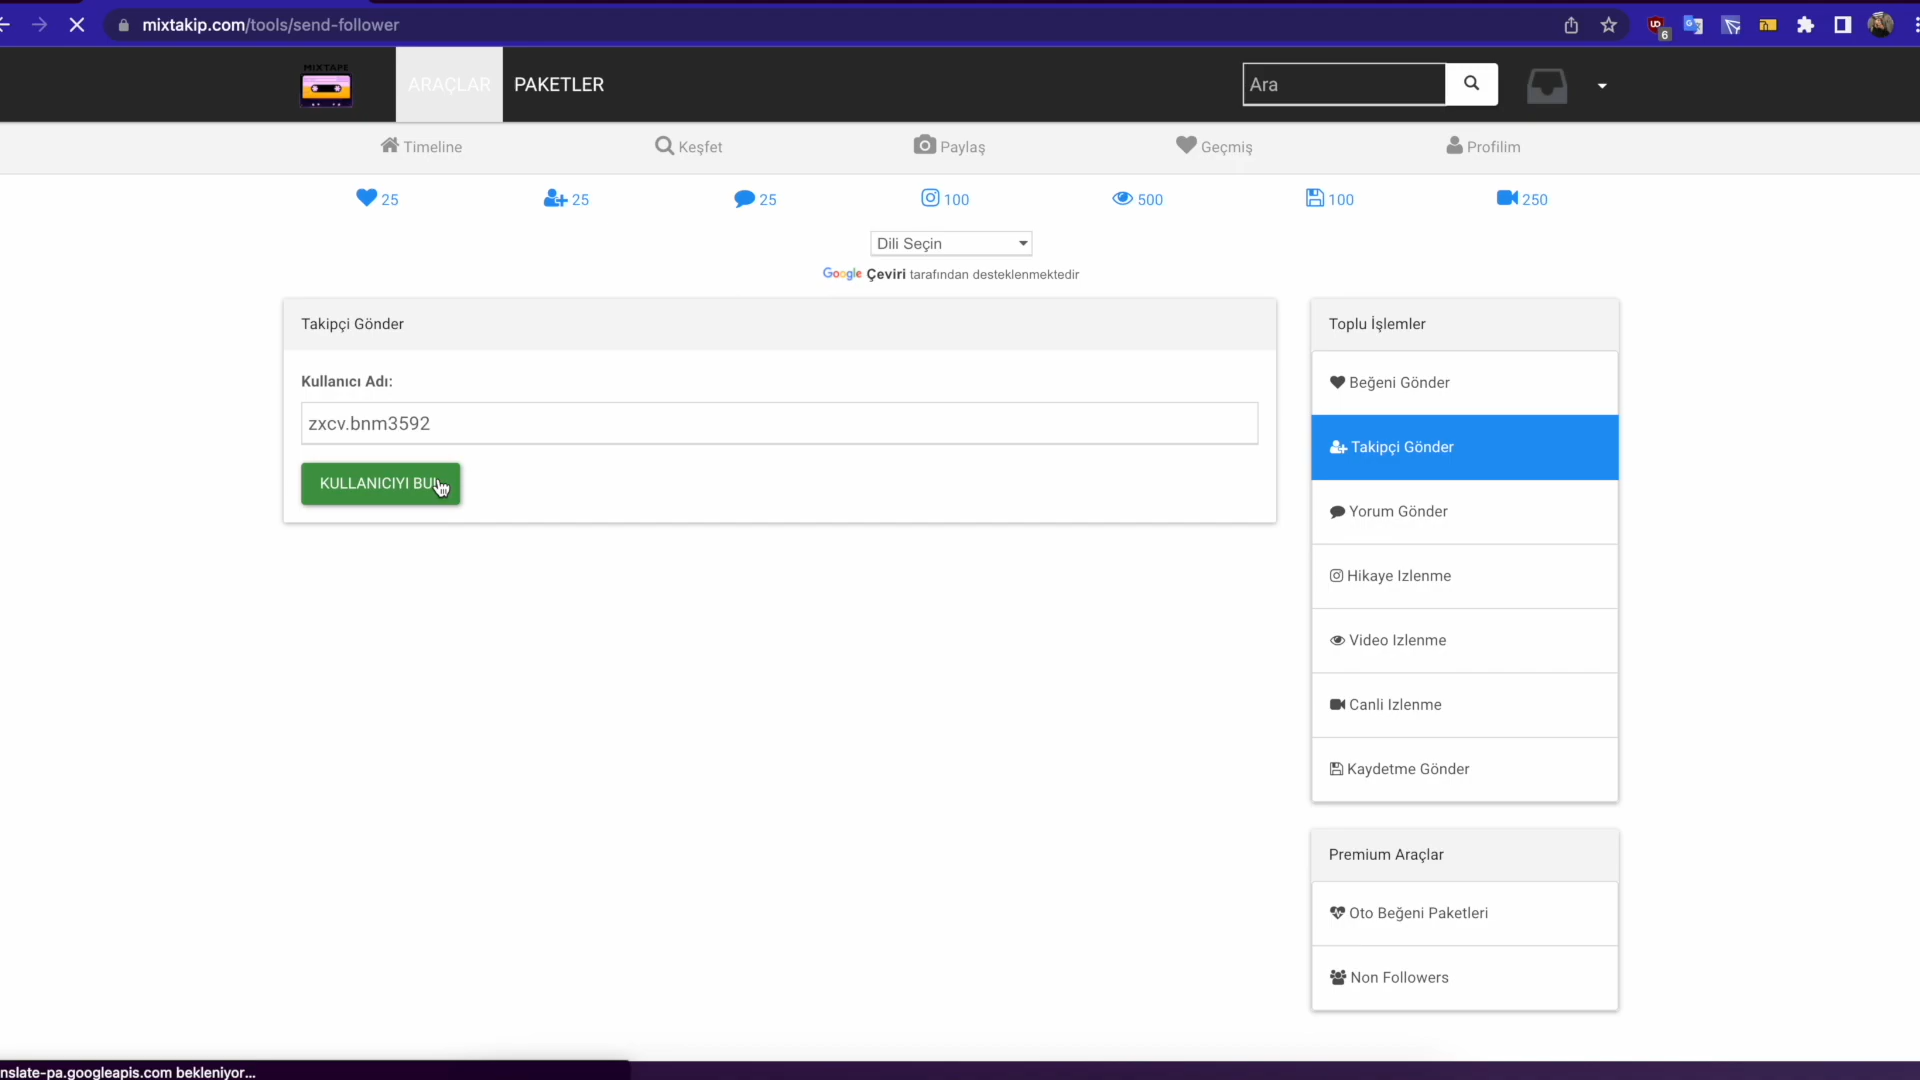 mixtakip.com/tools/send-follower
6
MIXTAPE
ARAÇLAR
PAKETLER
Ara
Timeline
Keşfet
Paylaş
Geçmiş
Profilim
25
25
25
100
500
100
250
Dili Seçin
Google Çeviri tarafından desteklenmektedir
Takipçi Gönder
Kullanıcı Adı:
zxcv.bnm3592
KULLANICIYI BUL
Toplu İşlemler
Beğeni Gönder
Takipçi Gönder
Yorum Gönder
Hikaye Izlenme
Video Izlenme
Canli Izlenme
Kaydetme Gönder
Premium Araçlar
Oto Beğeni Paketleri
Non Followers
nslate-pa.googleapis.com bekleniyor...